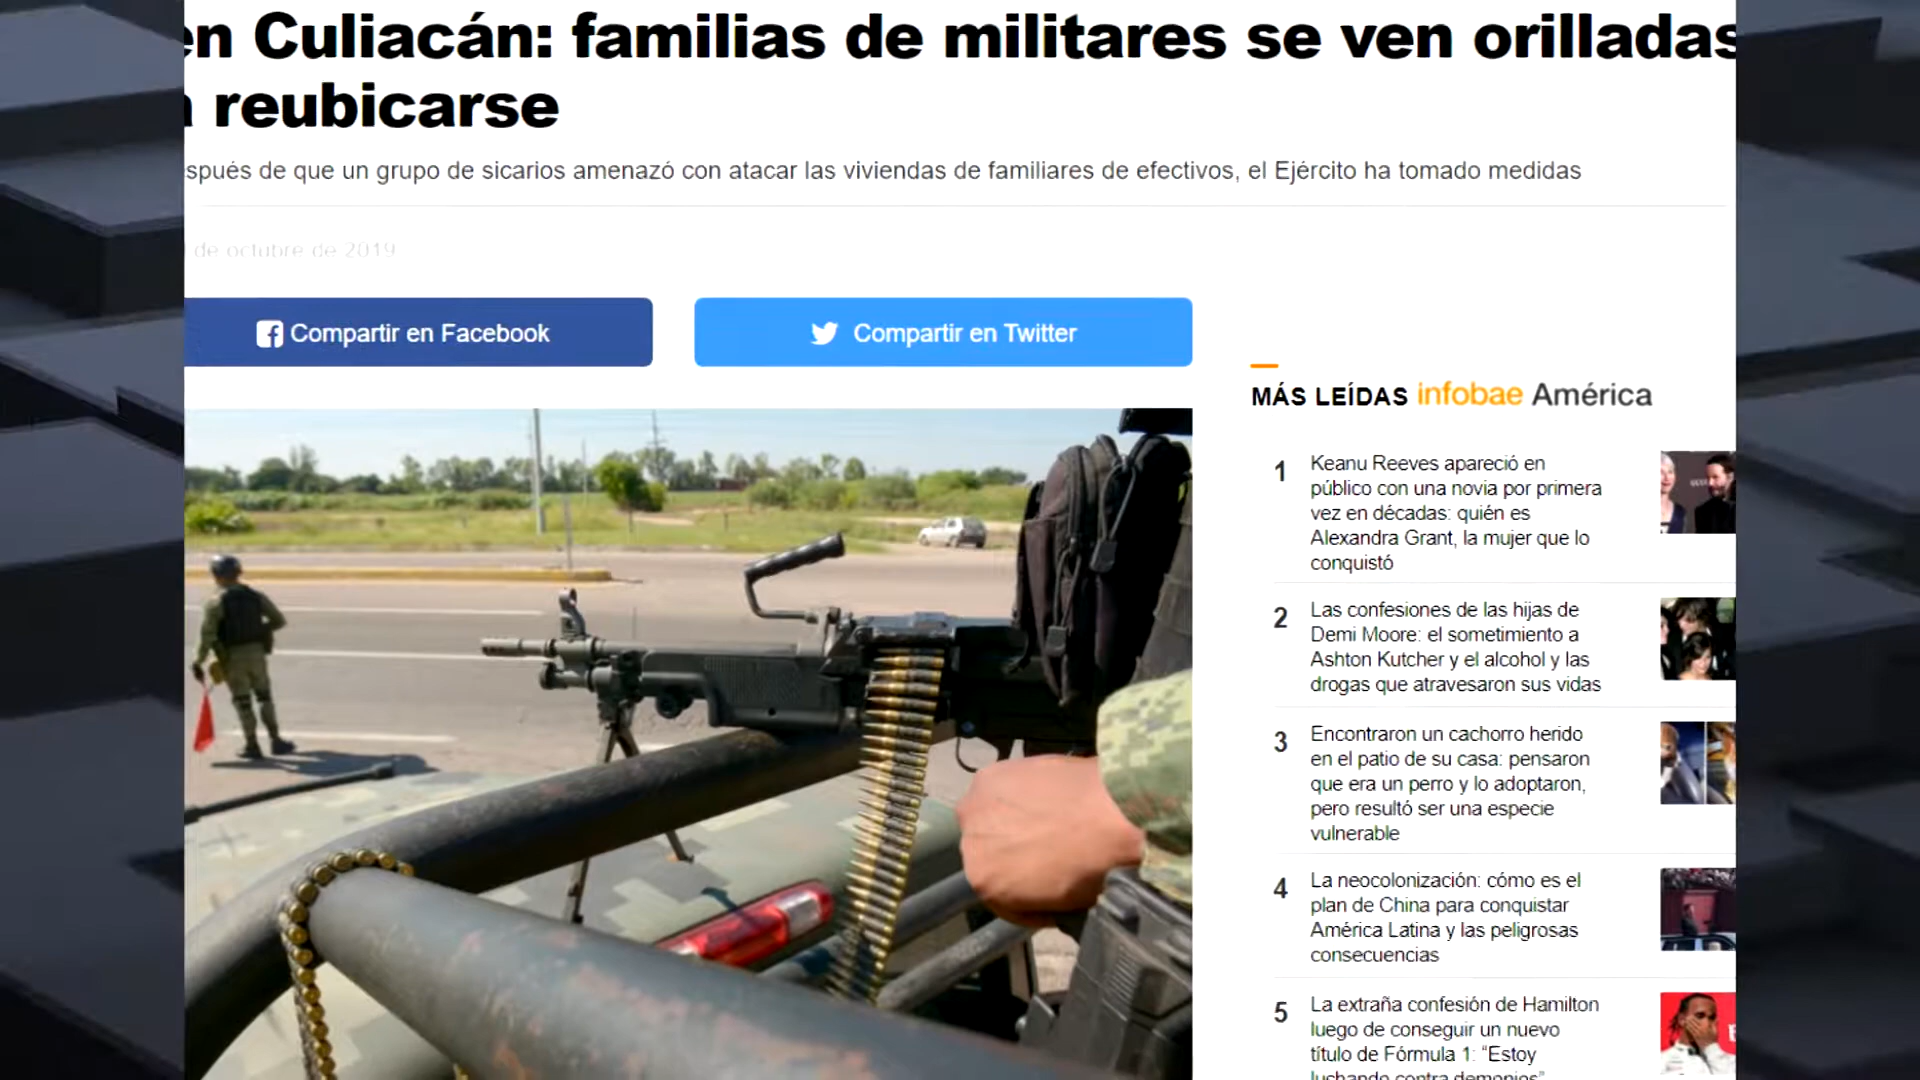 en Culiacán: familias de militares se ven orilladas
a reubicarse
spués de que un grupo de sicarios amenazó con atacar las viviendas de familiares de efectivos, el Ejército ha tomado medidas
de octubre de 2019
Compartir en Facebook
Compartir en Twitter
MÁS LEÍDAS infobae América
1 Keanu Reeves apareció en
público con una novia por primera
vez en décadas: quién es
Alexandra Grant, la mujer que lo
conquistó
2 Las confesiones de las hijas de
Demi Moore: el sometimiento a
Ashton Kutcher y el alcohol y las
drogas que atravesaron sus vidas
3 Encontraron un cachorro herido
en el patio de su casa: pensaron
que era un perro y lo adoptaron,
pero resultó ser una especie
vulnerable
4 La neocolonización: cómo es el
plan de China para conquistar
América Latina y las peligrosas
consecuencias
5 La extraña confesión de Hamilton
luego de conseguir un nuevo
título de Fórmula 1: “Estoy
luchando contra demonios”